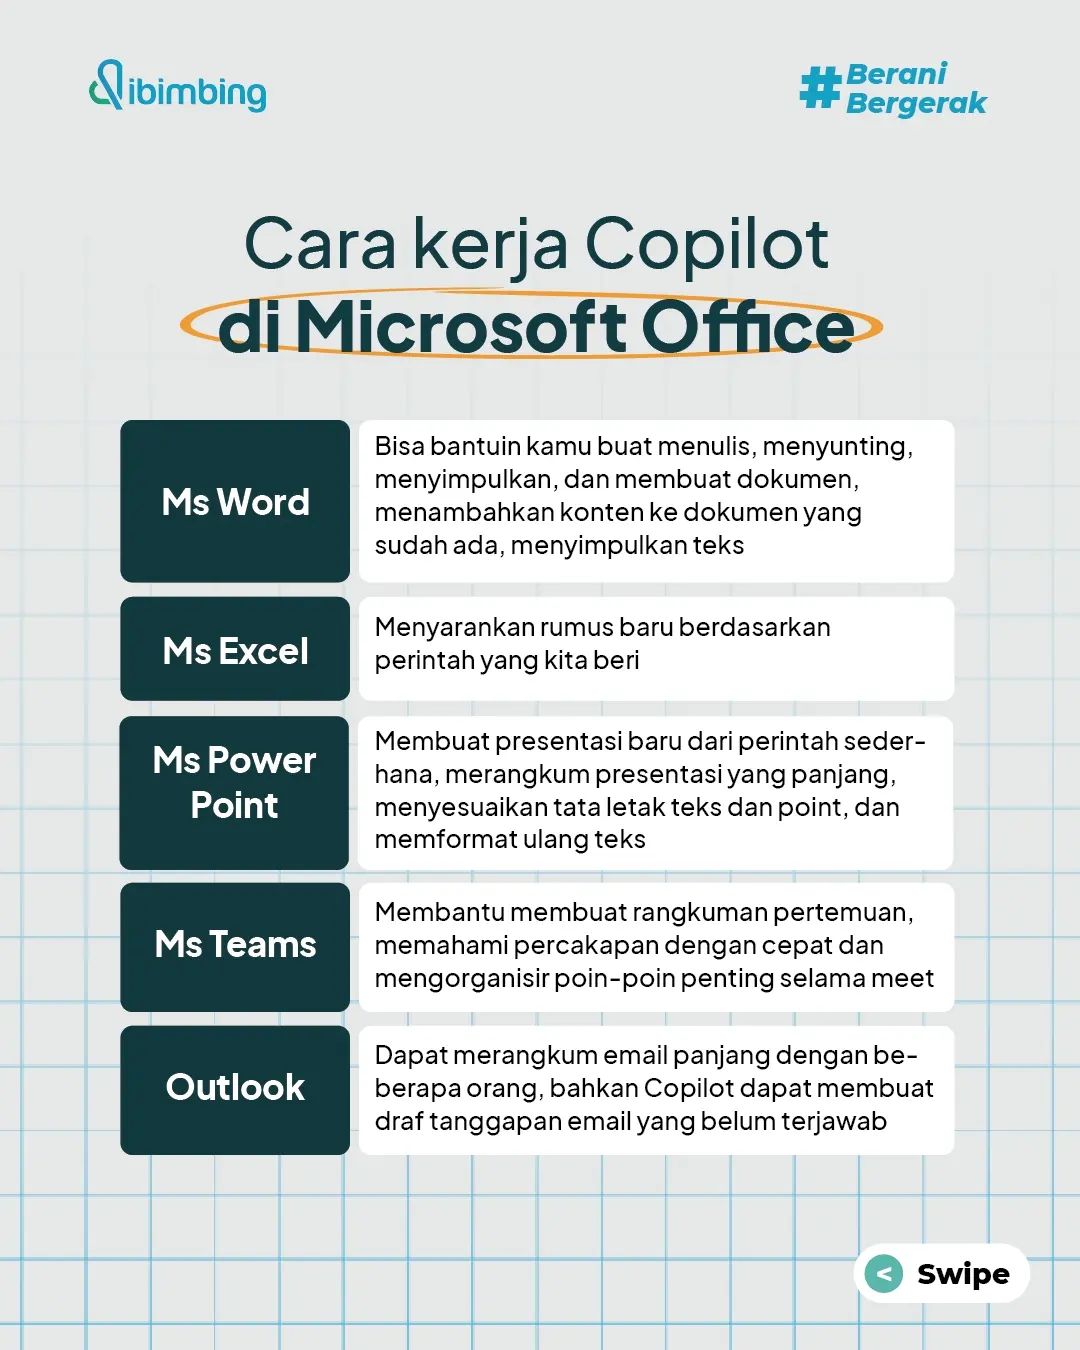 dibimbing
#Berani
Bergerak
Cara kerja Copilot
di Microsoft Office
Ms Word
Bisa bantuin kamu buat menulis, menyunting,
menyimpulkan, dan membuat dokumen,
menambahkan konten ke dokumen yang
sudah ada, menyimpulkan teks
Ms Excel
Menyarankan rumus baru berdasarkan
perintah yang kita beri
Ms Power
Point
Membuat presentasi baru dari perintah seder-
hana, merangkum presentasi yang panjang,
menyesuaikan tata letak teks dan point, dan
memformat ulang teks
Ms Teams
Membantu membuat rangkuman pertemuan,
memahami percakapan dengan cepat dan
mengorganisir poin-poin penting selama meet
Outlook
Dapat merangkum email panjang dengan be-
berapa orang, bahkan Copilot dapat membuat
draf tanggapan email yang belum terjawab
< Swipe